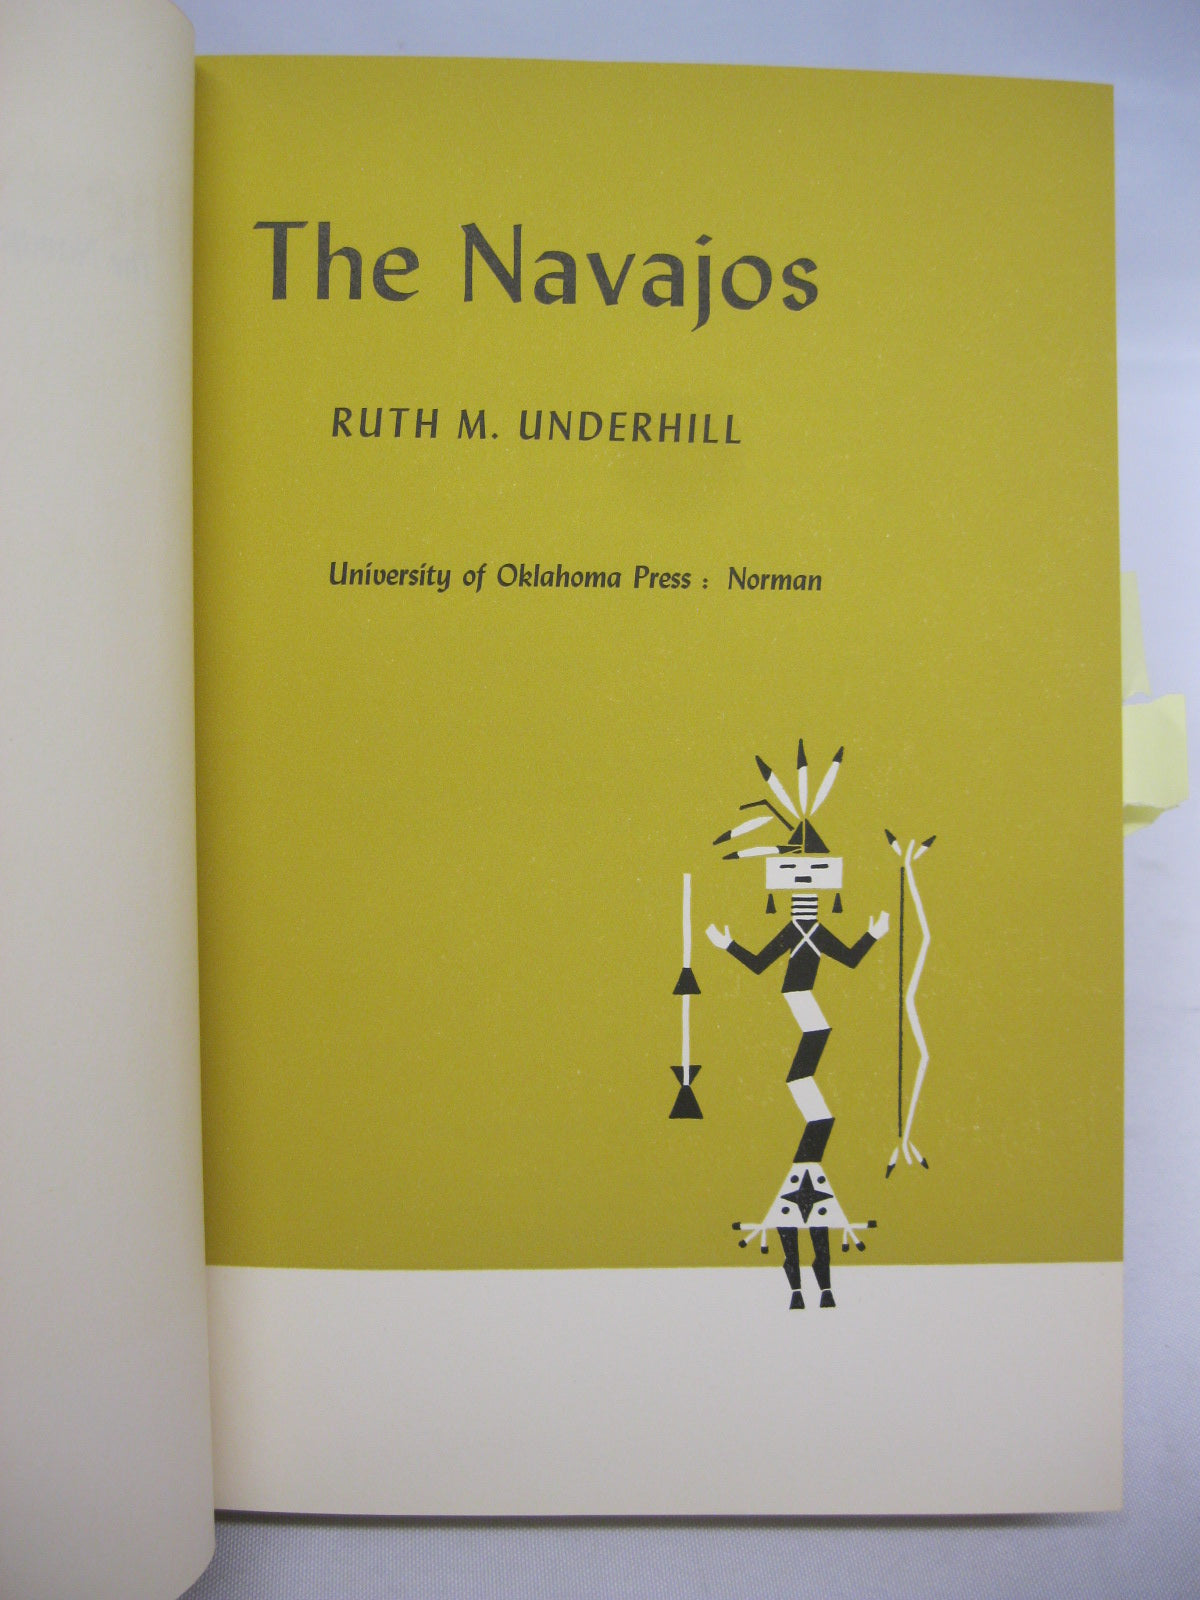 The Navajos
RUTH M. UNDERHILL
University of Oklahoma Press : Norman